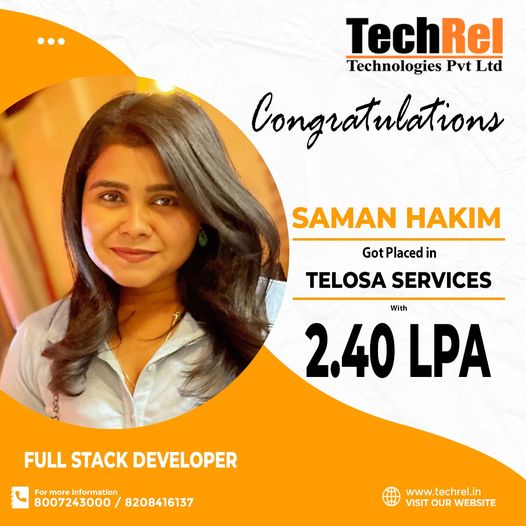 TechRel
Technologies Pvt Ltd
Congratulations
SAMAN HAKIM
Got Placed in
TELOSA SERVICES
With
2.40 LPA
FULL STACK DEVELOPER
For more information
8007243000 / 8208416137
www.techrel.in
VISIT OUR WEBSITE